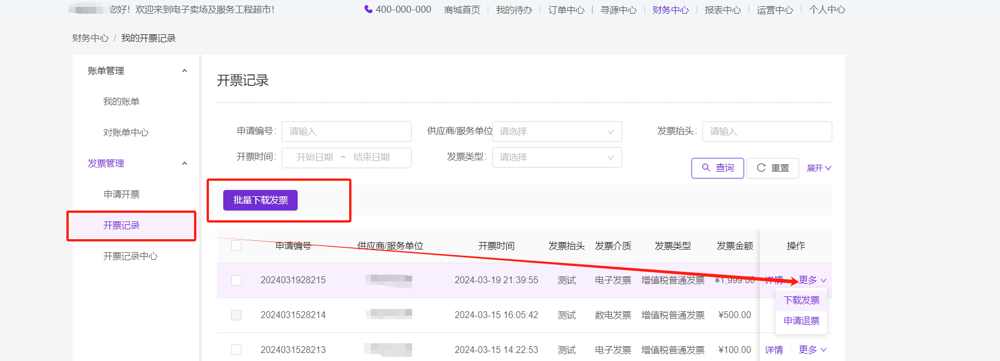 您好！欢迎来到电子卖场及服务工程超市！ 400-000-000 商城首页 我的待办 订单中心 寻源中心 财务中心 报表中心 运营中心 个人中心
财务中心 / 我的开票记录
账单管理
我的账单
对账单中心
发票管理
申请开票
开票记录
开票记录中心
开票记录
申请编号: 请输入 供应商/服务单位 请选择 发票抬头: 请输入
开票时间: 开始日期 ~ 结束日期 发票类型: 请选择
查询 重置 展开
批量下载发票
申请编号 供应商/服务单位 开票时间 发票抬头 发票介质 发票类型 发票金额 操作
2024031928215 2024-03-19 21:39:55 测试 电子发票 增值税普通发票 ¥1,999.00 详情 更多
下载发票
申请退票
2024031528214 2024-03-15 16:05:42 测试 数电发票 增值税普通发票 ¥500.00
2024031528213 2024-03-15 14:22:53 测试 电子发票 增值税普通发票 ¥100.00 详情 更多